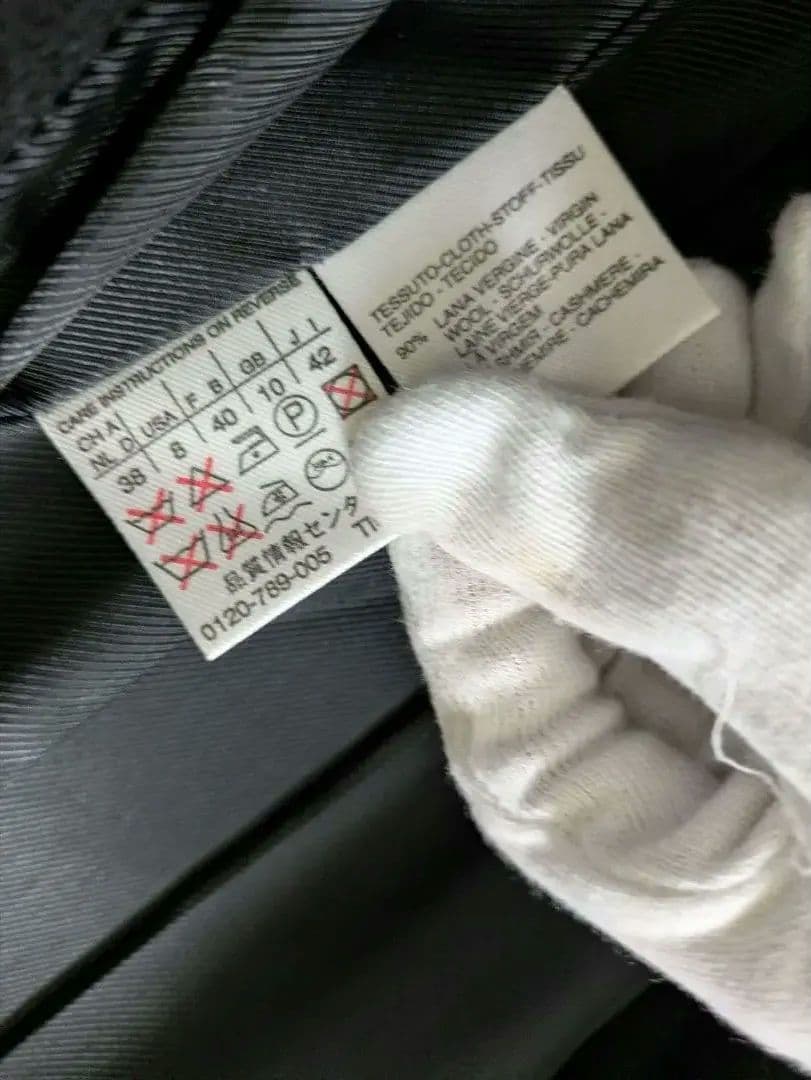 CARE INSTRUCTIONS ON REVERSE
CH A F B GB J I
NL D USA
38 8 40 10 42
P
品質情報センタ
0120-789-005
TESSUTO-CLOTH-STOFF-TISSU
TEJIDO - TECIDO
90% LANA VERGINE - VIRGIN
WOOL - SCHURWOLLE -
LANE VIERGE-PURA LANA
VIRGEM
CASHMERE -
CACHEMIRA